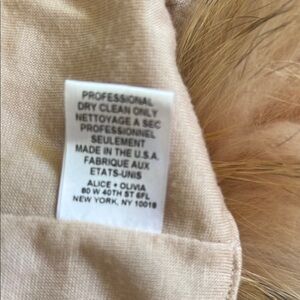 PROFESSIONAL
DRY CLEAN ONLY
NETTOYAGE A SEC
PROFESSIONNEL
SEULEMENT
MADE IN THE U.S.A.
FABRIQUE AUX
ETATS-UNIS
ALICE + OLIVIA
80 W 40TH ST 6FL
NEW YORK, NY 10018